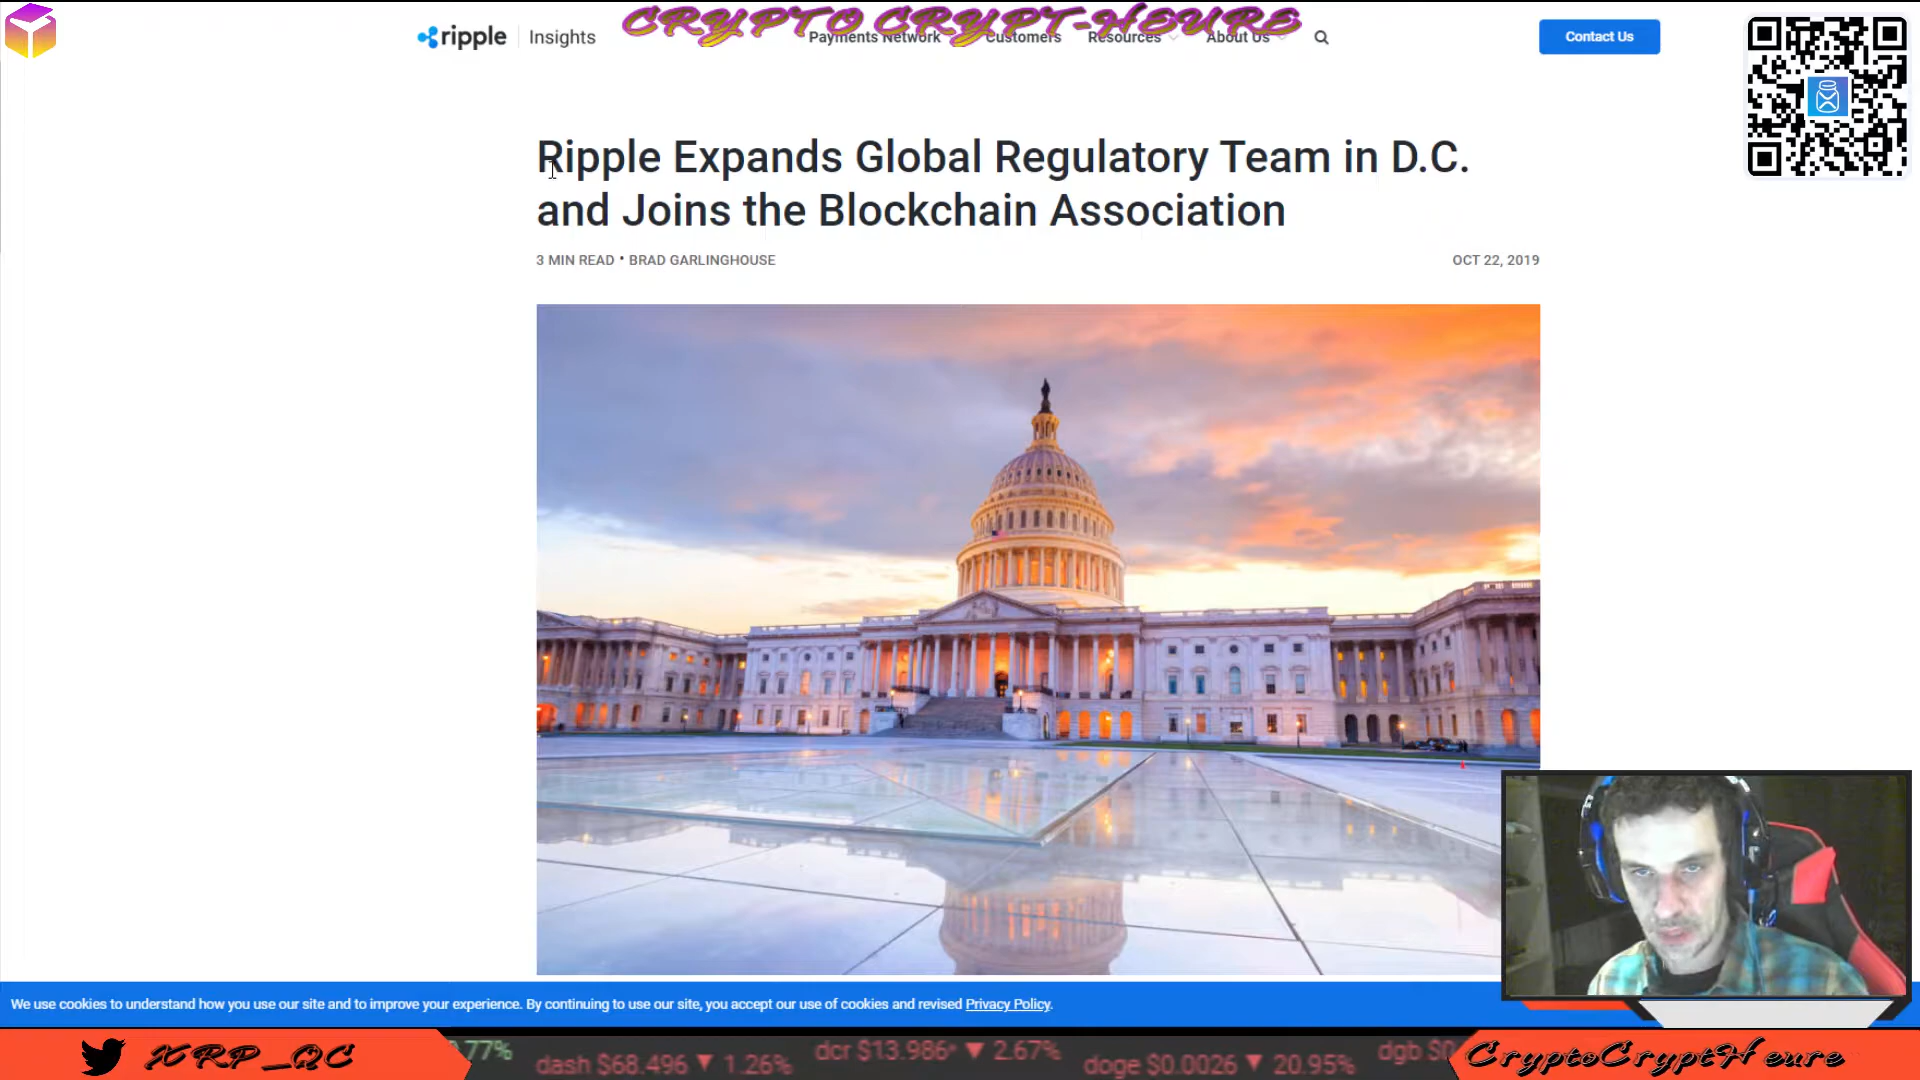 CRYPTO CRYPT-HEURE
ripple Insights Payments Network Customers Resources About Us Contact Us
Ripple Expands Global Regulatory Team in D.C.
and Joins the Blockchain Association
3 MIN READ • BRAD GARLINGHOUSE OCT 22, 2019
We use cookies to understand how you use our site and to improve your experience. By continuing to use our site, you accept our use of cookies and revised Privacy Policy.
XRP_QC .77% dash $68.496 ▼ 1.26% dcr $13.986 ▼ 2.67% doge $0.0026 ▼ 20.95% dgb $0 CryptoCryptHeure